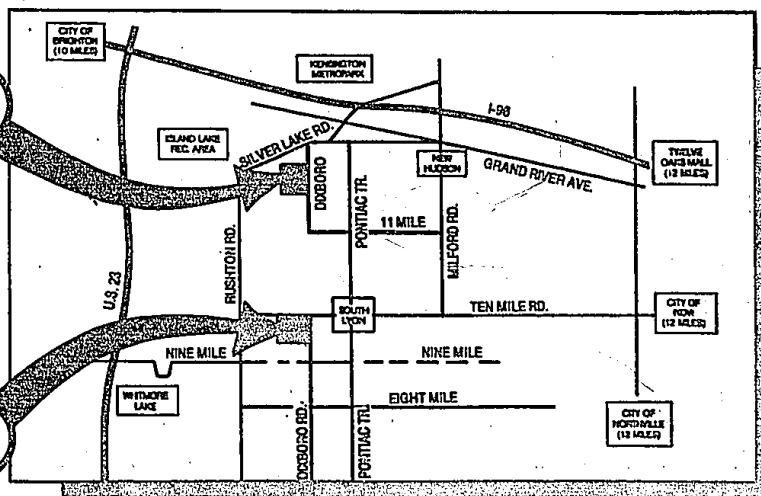 CITY OF
BRIGHTON
(10 MILES)
KENSINGTON
METROPARK
I-96
ISLAND LAKE
REC. AREA
SILVER LAKE RD.
TWELVE
OAKS MALL
(12 MILES)
NEW
HUDSON
GRAND RIVER AVE.
DIXBORO
PONTIAC TR.
11 MILE
MILFORD RD.
RUSHTON RD.
U.S. 23
SOUTH
LYON
TEN MILE RD.
CITY OF
NOVI
(12 MILES)
NINE MILE
NINE MILE
WHITMORE
LAKE
EIGHT MILE
DIXBORO RD.
PONTIAC TR.
CITY OF
NORTHVILLE
(13 MILES)